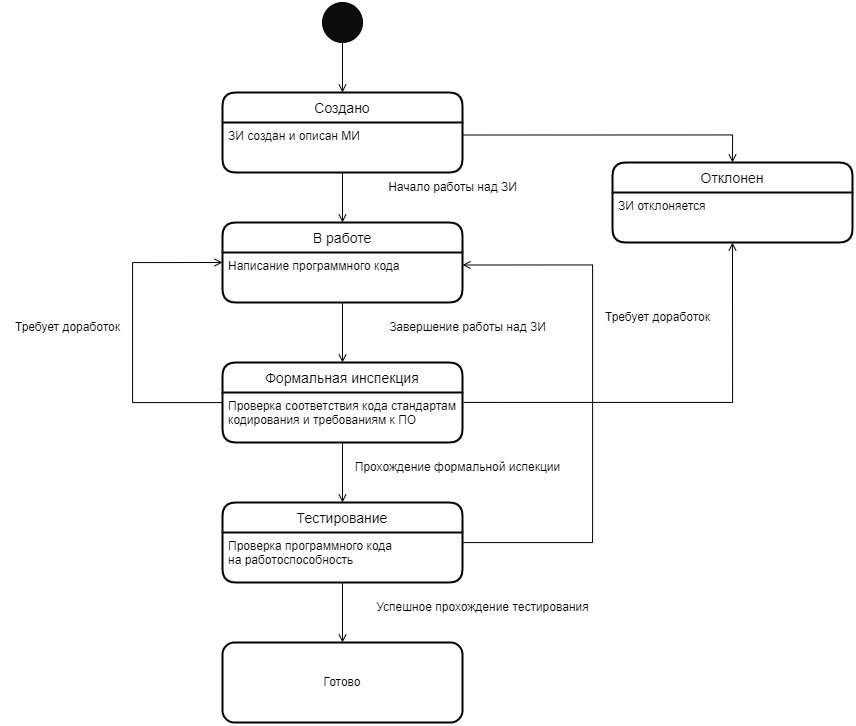 Создано
ЗИ создан и описан МИ
Начало работы над ЗИ
Отклонен
ЗИ отклоняется
В работе
Написание программного кода
Требует доработок
Завершение работы над ЗИ
Требует доработок
Формальная инспекция
Проверка соответствия кода стандартам
кодирования и требованиям к ПО
Прохождение формальной испекции
Тестирование
Проверка программного кода
на работоспособность
Успешное прохождение тестирования
Готово